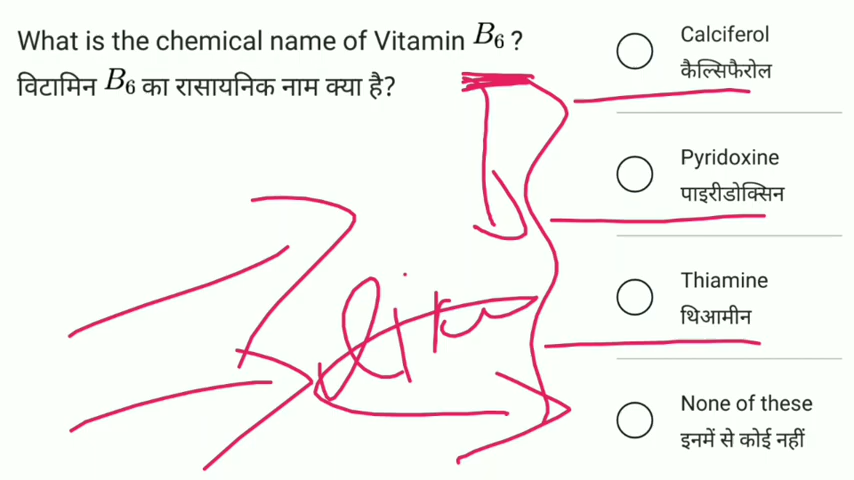 What is the chemical name of Vitamin B₆ ?
विटामिन B₆ का रासायनिक नाम क्या है?
Calciferol
कैल्सिफैरोल
Pyridoxine
पाइरीडोक्सिन
Thiamine
थिआमीन
None of these
इनमें से कोई नहीं